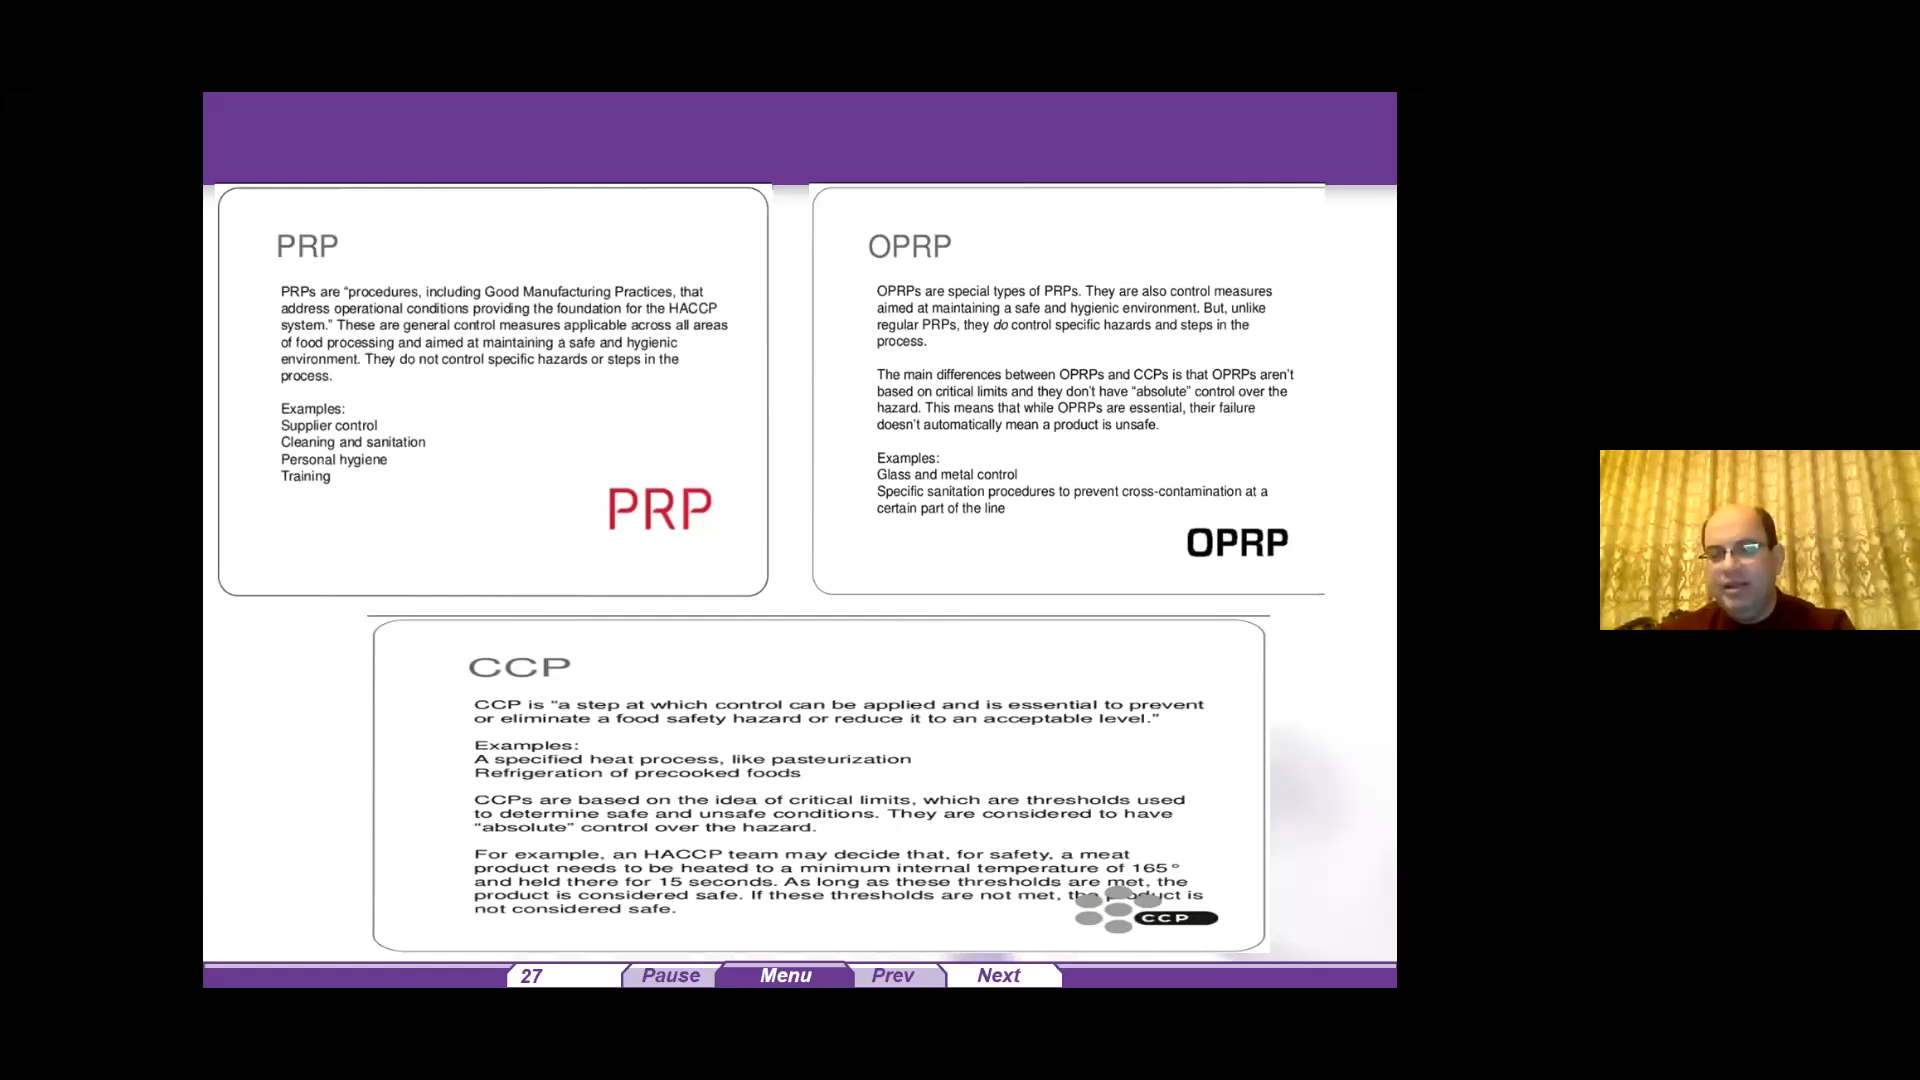 PRP
PRPs are “procedures, including Good Manufacturing Practices, that
address operational conditions providing the foundation for the HACCP
system.” These are general control measures applicable across all areas
of food processing and aimed at maintaining a safe and hygienic
environment. They do not control specific hazards or steps in the
process.
Examples:
Supplier control
Cleaning and sanitation
Personal hygiene
Training
PRP
OPRP
OPRPs are special types of PRPs. They are also control measures
aimed at maintaining a safe and hygienic environment. But, unlike
regular PRPs, they do control specific hazards and steps in the
process.
The main differences between OPRPs and CCPs is that OPRPs aren’t
based on critical limits and they don’t have “absolute” control over the
hazard. This means that while OPRPs are essential, their failure
doesn’t automatically mean a product is unsafe.
Examples:
Glass and metal control
Specific sanitation procedures to prevent cross-contamination at a
certain part of the line
OPRP
CCP
CCP is “a step at which control can be applied and is essential to prevent
or eliminate a food safety hazard or reduce it to an acceptable level.”
Examples:
A specified heat process, like pasteurization
Refrigeration of precooked foods
CCPs are based on the idea of critical limits, which are thresholds used
to determine safe and unsafe conditions. They are considered to have
“absolute” control over the hazard.
For example, an HACCP team may decide that, for safety, a meat
product needs to be heated to a minimum internal temperature of 165°
and held there for 15 seconds. As long as these thresholds are met, the
product is considered safe. If these thresholds are not met, the product is
not considered safe.
CCP
27
Pause
Menu
Prev
Next